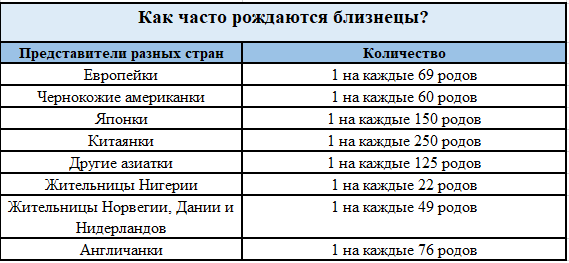 Как часто рождаются близнецы?
Представители разных стран Количество
Европейки 1 на каждые 69 родов
Чернокожие американки 1 на каждые 60 родов
Японки 1 на каждые 150 родов
Китаянки 1 на каждые 250 родов
Другие азиатки 1 на каждые 125 родов
Жительницы Нигерии 1 на каждые 22 родов
Жительницы Норвегии, Дании и 1 на каждые 49 родов
Нидерландов
Англичанки 1 на каждые 76 родов